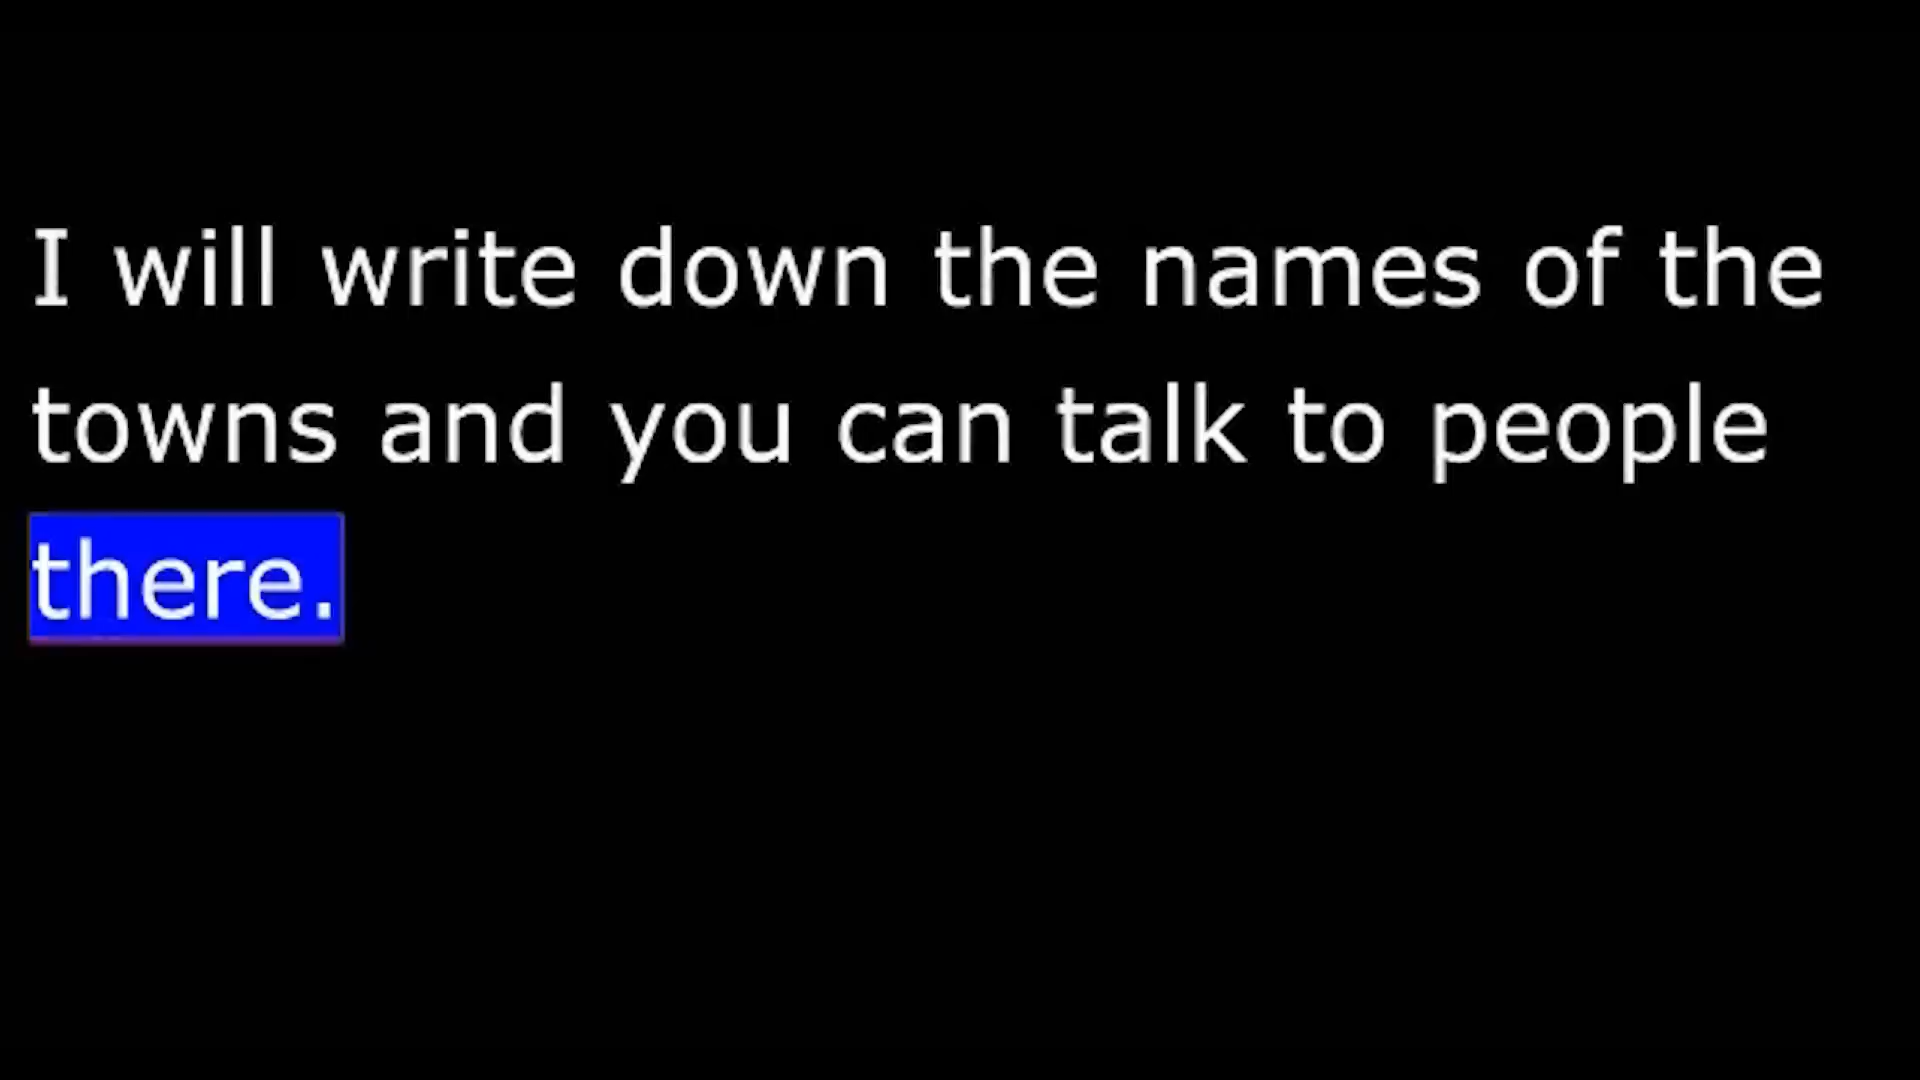 I will write down the names of the
towns and you can talk to people
there.